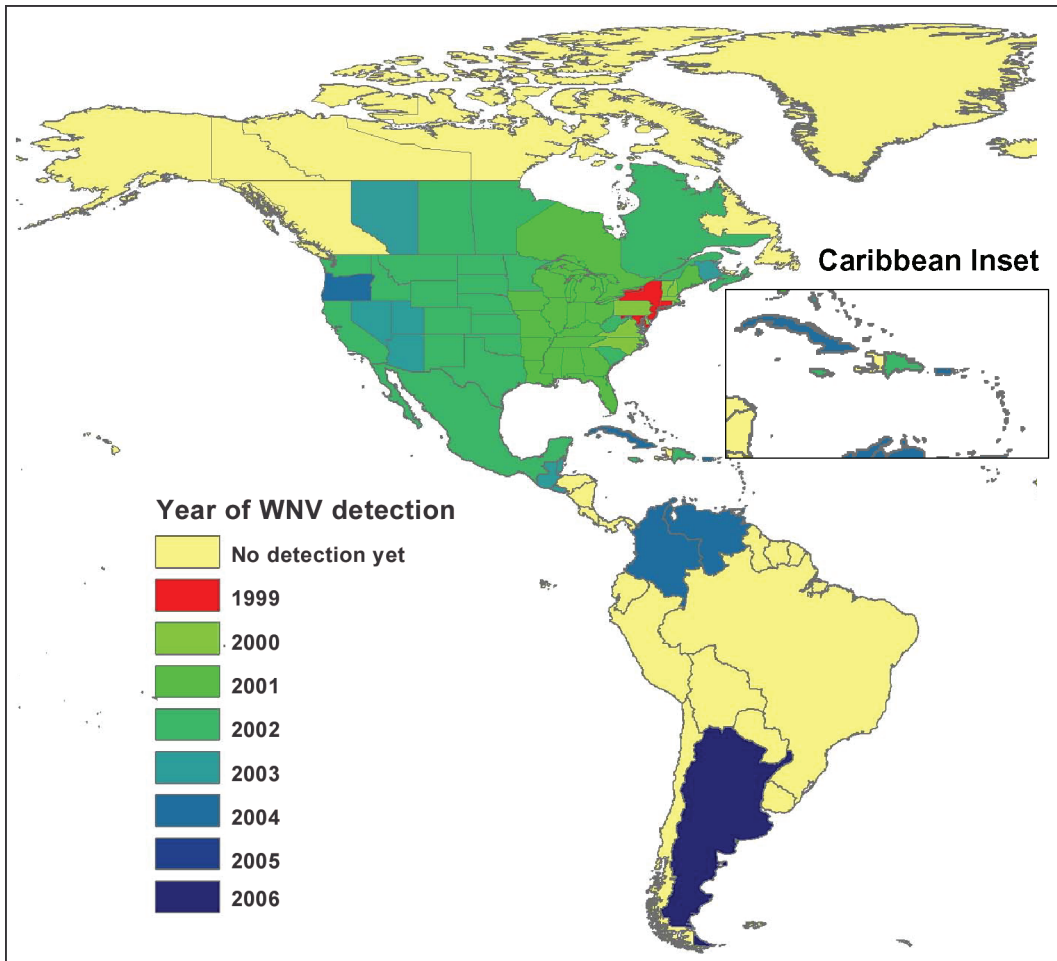 Caribbean Inset
Year of WNV detection
No detection yet
1999
2000
2001
2002
2003
2004
2005
2006